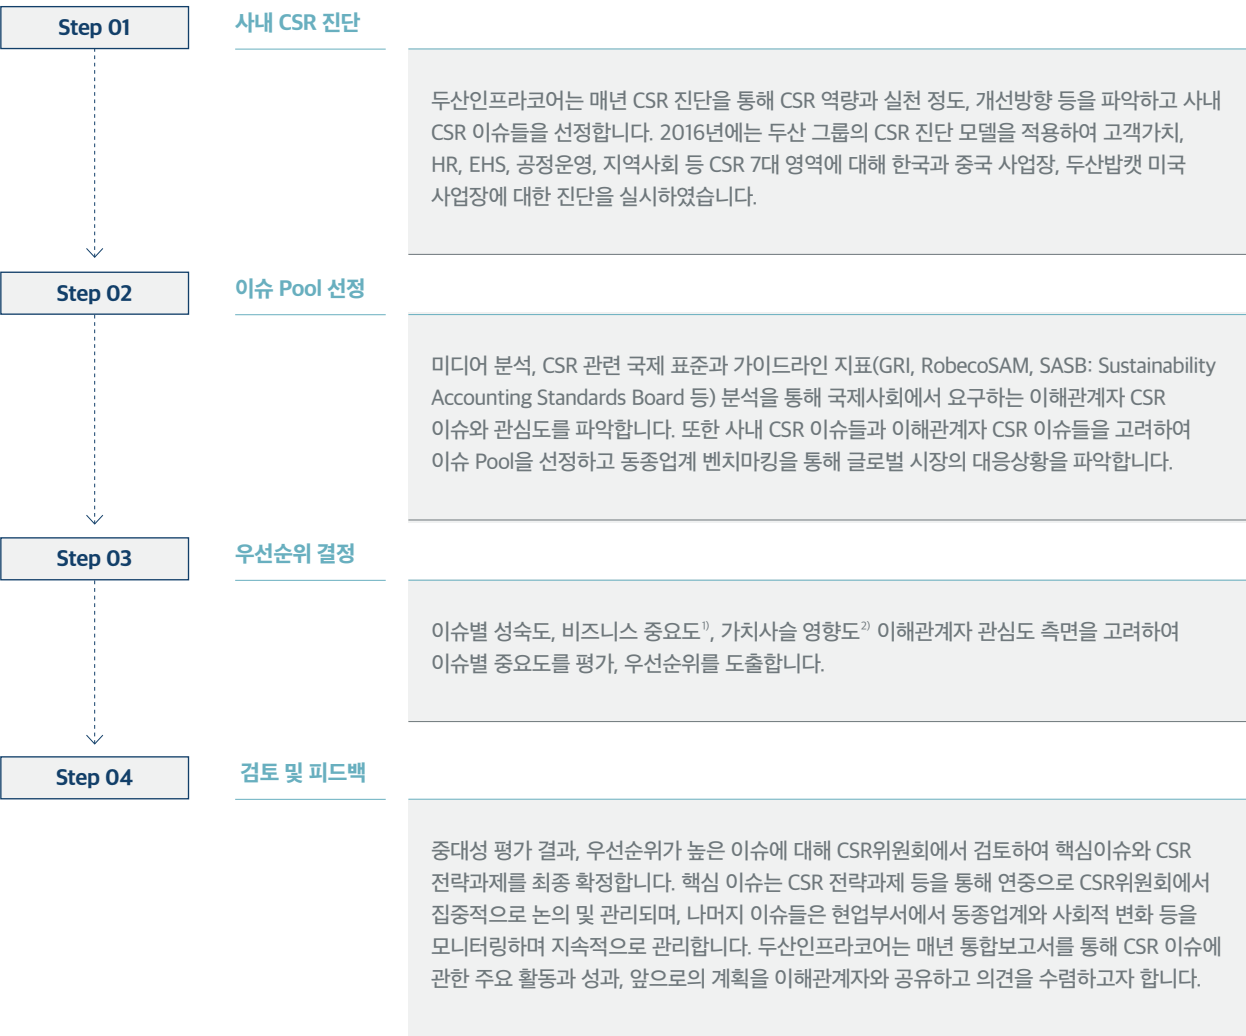 Step 01
사내 CSR 진단
두산인프라코어는 매년 CSR 진단을 통해 CSR 역량과 실천 정도, 개선방향 등을 파악하고 사내
CSR 이슈들을 선정합니다. 2016년에는 두산 그룹의 CSR 진단 모델을 적용하여 고객가치,
HR, EHS, 공정운영, 지역사회 등 CSR 7대 영역에 대해 한국과 중국 사업장, 두산밥캣 미국
사업장에 대한 진단을 실시하였습니다.
Step 02
이슈 Pool 선정
미디어 분석, CSR 관련 국제 표준과 가이드라인 지표(GRI, RobecoSAM, SASB: Sustainability
Accounting Standards Board 등) 분석을 통해 국제사회에서 요구하는 이해관계자 CSR
이슈와 관심도를 파악합니다. 또한 사내 CSR 이슈들과 이해관계자 CSR 이슈들을 고려하여
이슈 Pool을 선정하고 동종업계 벤치마킹을 통해 글로벌 시장의 대응상황을 파악합니다.
Step 03
우선순위 결정
이슈별 성숙도, 비즈니스 중요도1), 가치사슬 영향도2) 이해관계자 관심도 측면을 고려하여
이슈별 중요도를 평가, 우선순위를 도출합니다.
Step 04
검토 및 피드백
중대성 평가 결과, 우선순위가 높은 이슈에 대해 CSR위원회에서 검토하여 핵심이슈와 CSR
전략과제를 최종 확정합니다. 핵심 이슈는 CSR 전략과제 등을 통해 연중으로 CSR위원회에서
집중적으로 논의 및 관리되며, 나머지 이슈들은 현업부서에서 동종업계와 사회적 변화 등을
모니터링하며 지속적으로 관리합니다. 두산인프라코어는 매년 통합보고서를 통해 CSR 이슈에
관한 주요 활동과 성과, 앞으로의 계획을 이해관계자와 공유하고 의견을 수렴하고자 합니다.